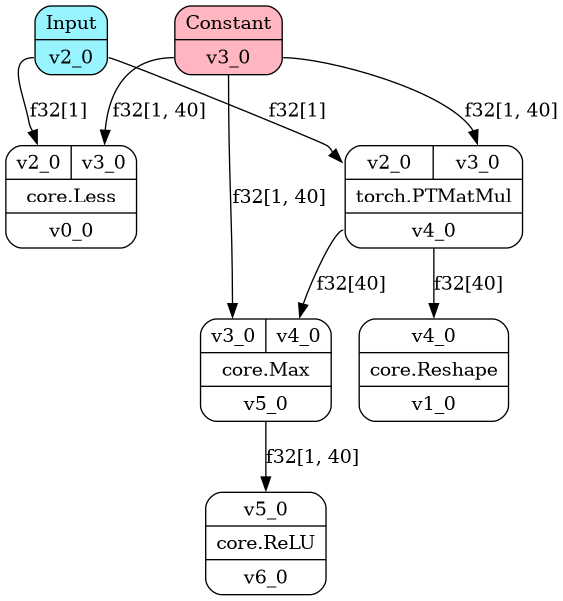 Input
v2_0
Constant
v3_0
f32[1]
f32[1, 40]
f32[1]
f32[1, 40]
v2_0 v3_0
core.Less
v0_0
v2_0 v3_0
torch.PTMatMul
v4_0
f32[1, 40]
f32[40]
f32[40]
v3_0 v4_0
core.Max
v5_0
v4_0
core.Reshape
v1_0
f32[1, 40]
v5_0
core.ReLU
v6_0